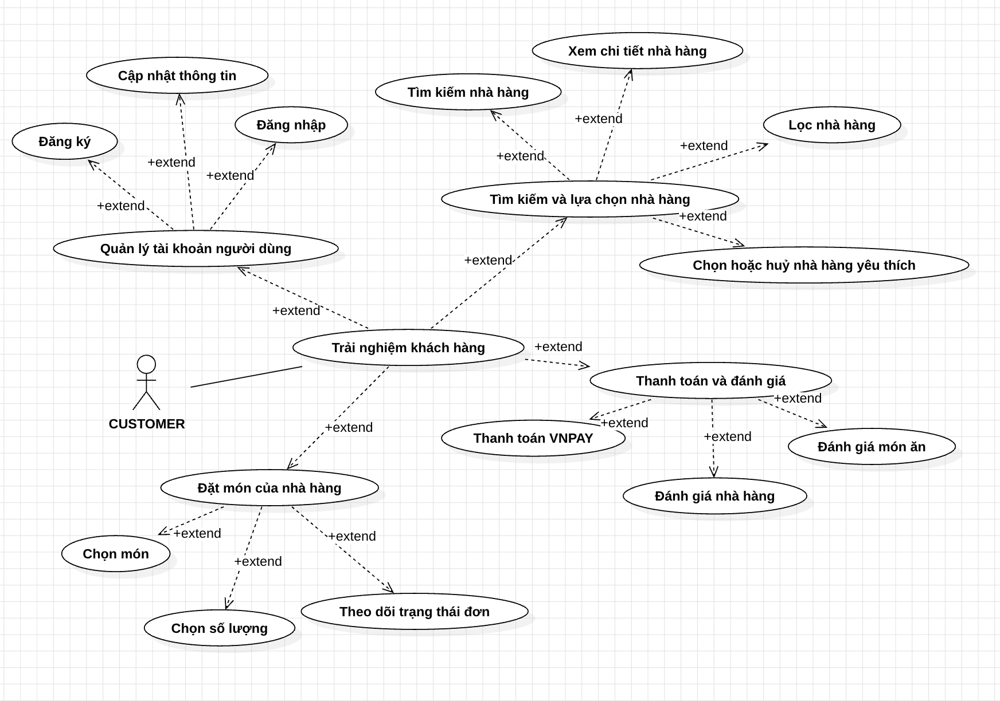 Xem chi tiết nhà hàng
Cập nhật thông tin
Tìm kiếm nhà hàng
Đăng nhập
Lọc nhà hàng
Đăng ký
+extend
+extend
+extend
+extend
+extend
+extend
+extend
Tìm kiếm và lựa chọn nhà hàng
+extend
Quản lý tài khoản người dùng
+extend
Chọn hoặc huỷ nhà hàng yêu thích
+extend
Trải nghiệm khách hàng
+extend
Thanh toán và đánh giá
+extend
CUSTOMER
+extend
+extend
+extend
Thanh toán VNPAY
Đánh giá món ăn
Đặt món của nhà hàng
Đánh giá nhà hàng
+extend
+extend
Chọn món
+extend
Theo dõi trạng thái đơn
Chọn số lượng